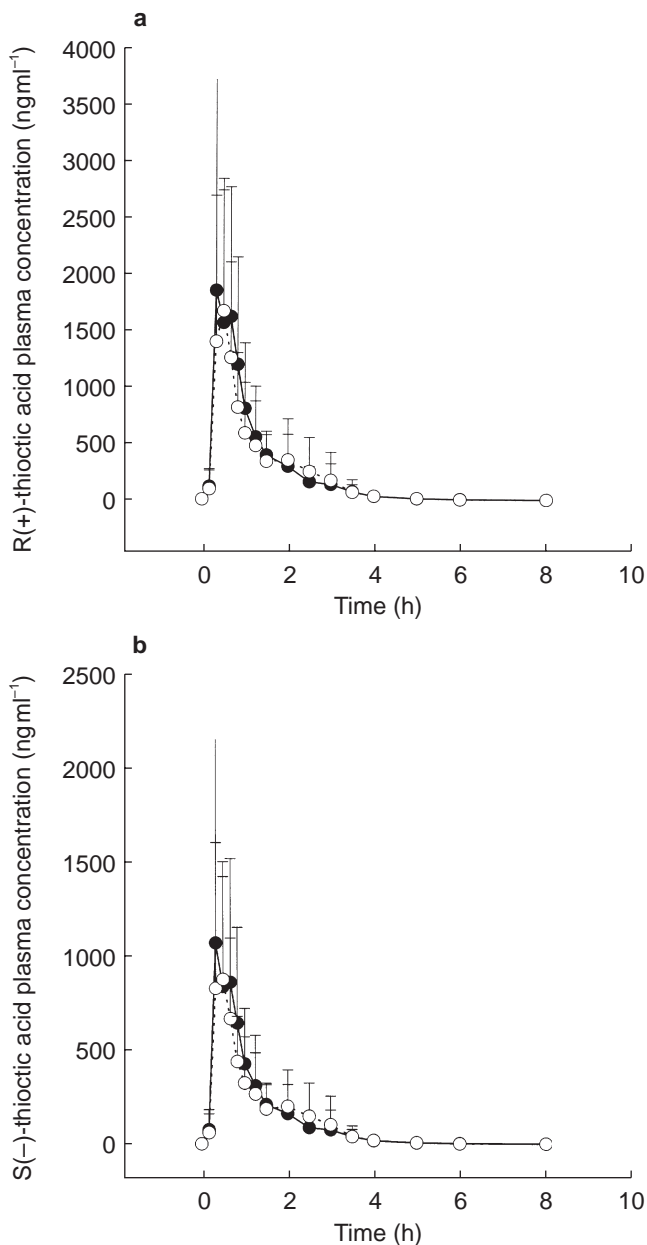 a
R(+)-thioctic acid plasma concentration (ngml⁻¹)
4000
3500
3000
2500
2000
1500
1000
500
0
0 2 4 6 8 10
Time (h)
b
S(−)-thioctic acid plasma concentration (ngml⁻¹)
2500
2000
1500
1000
500
0
0 2 4 6 8 10
Time (h)